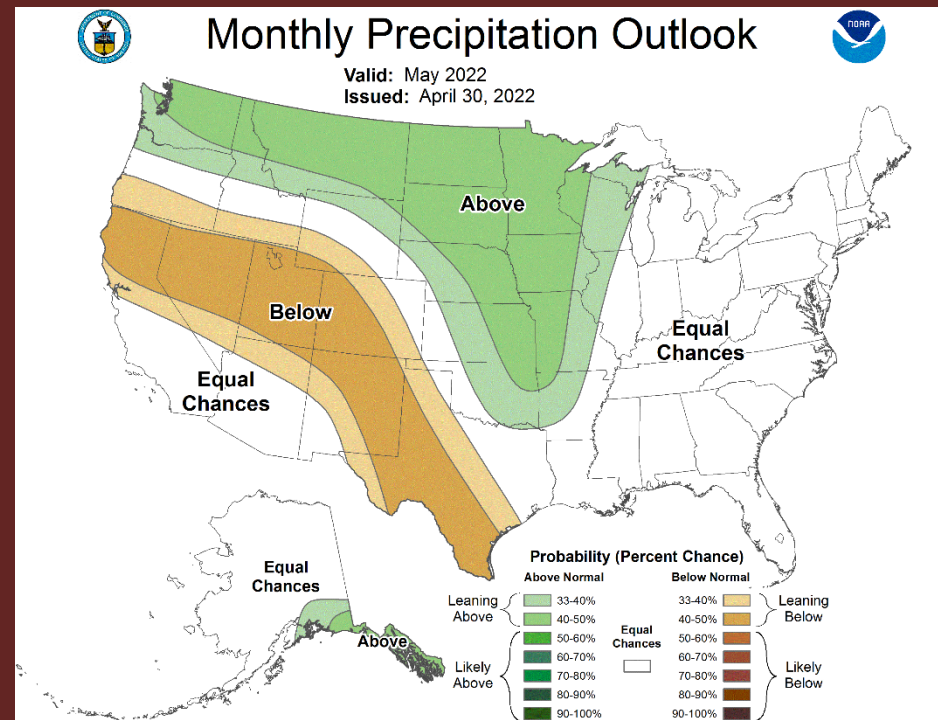 Monthly Precipitation Outlook
NOAA
Valid: May 2022
Issued: April 30, 2022
Above
Below
Equal
Chances
Equal
Chances
Equal
Chances
Above
Probability (Percent Chance)
Above Normal
Below Normal
Leaning
Above
33-40%
40-50%
Likely
Above
50-60%
60-70%
70-80%
80-90%
90-100%
Equal
Chances
33-40%
40-50%
Leaning
Below
50-60%
60-70%
70-80%
80-90%
90-100%
Likely
Below